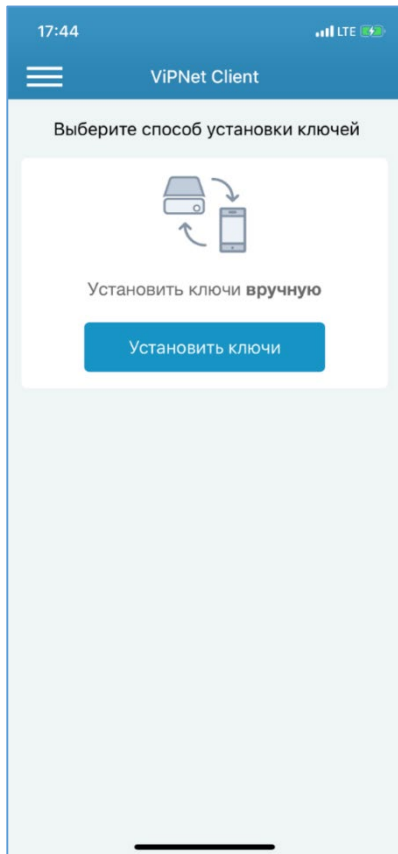 17:44
LTE
ViPNet Client
Выберите способ установки ключей
Установить ключи вручную
Установить ключи